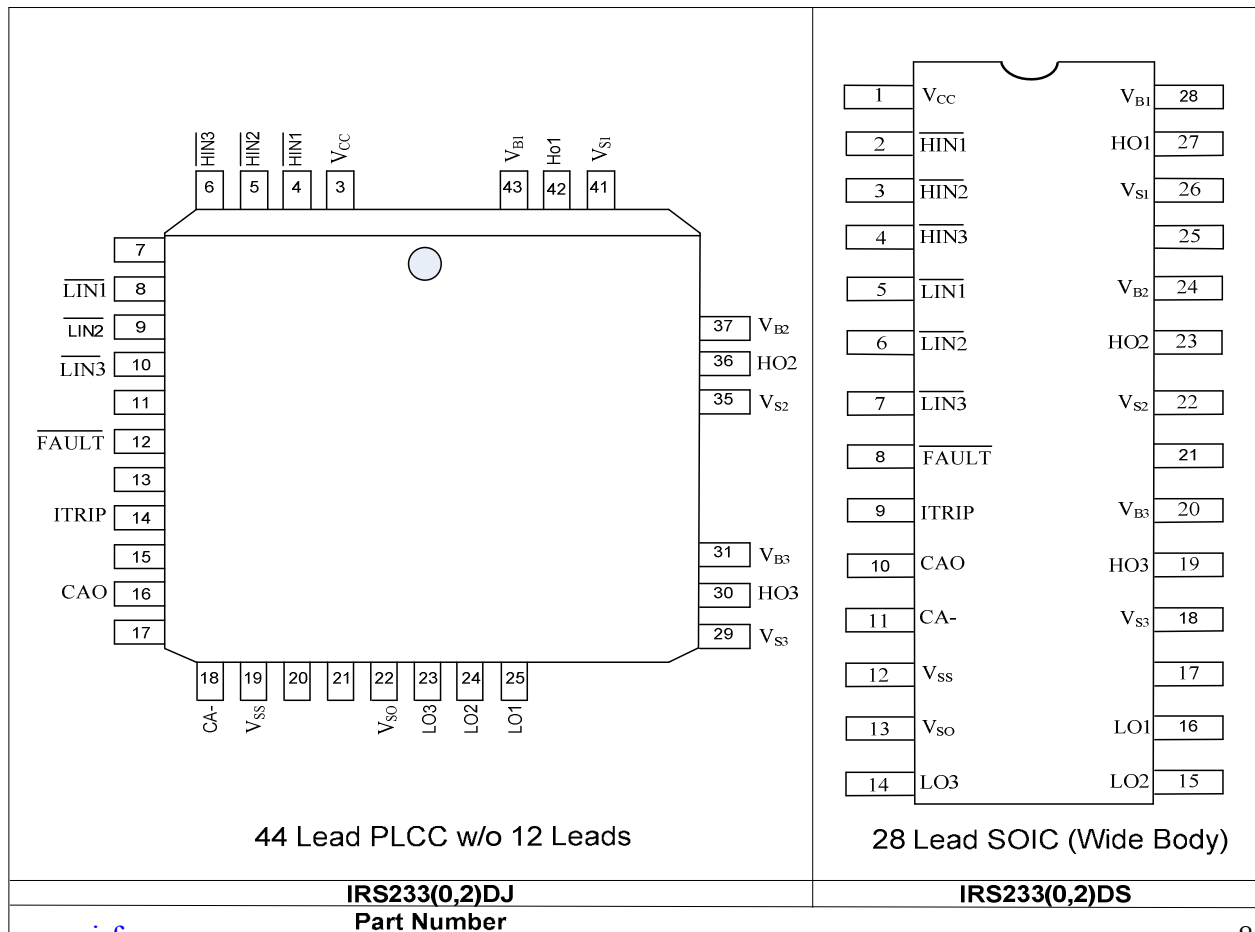 HIN3 HIN2 HIN1 VCC VB1 Ho1 VS1
6 5 4 3 43 42 41
7
LIN1 8
LIN2 9
LIN3 10
11
FAULT 12
13
ITRIP 14
15
CAO 16
17
37 VB2
36 HO2
35 VS2
31 VB3
30 HO3
29 VS3
18 19 20 21 22 23 24 25
CA- VSS VSO LO3 LO2 LO1
44 Lead PLCC w/o 12 Leads
1 VCC VB1 28
2 HIN1 HO1 27
3 HIN2 VS1 26
4 HIN3 25
5 LIN1 VB2 24
6 LIN2 HO2 23
7 LIN3 VS2 22
8 FAULT 21
9 ITRIP VB3 20
10 CAO HO3 19
11 CA- VS3 18
12 VSS 17
13 VSO LO1 16
14 LO3 LO2 15
28 Lead SOIC (Wide Body)
IRS233(0,2)DJ IRS233(0,2)DS
Part Number